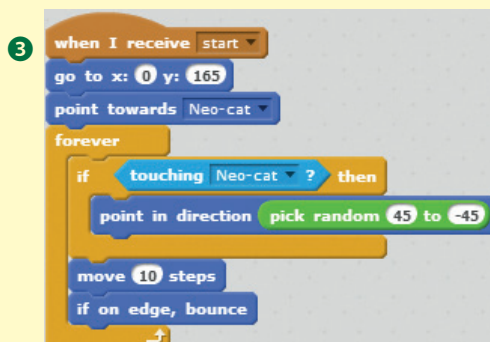 3
when I receive start
go to x: 0 y: 165
point towards Neo-cat
forever
if touching Neo-cat ? then
point in direction pick random 45 to -45
move 10 steps
if on edge, bounce